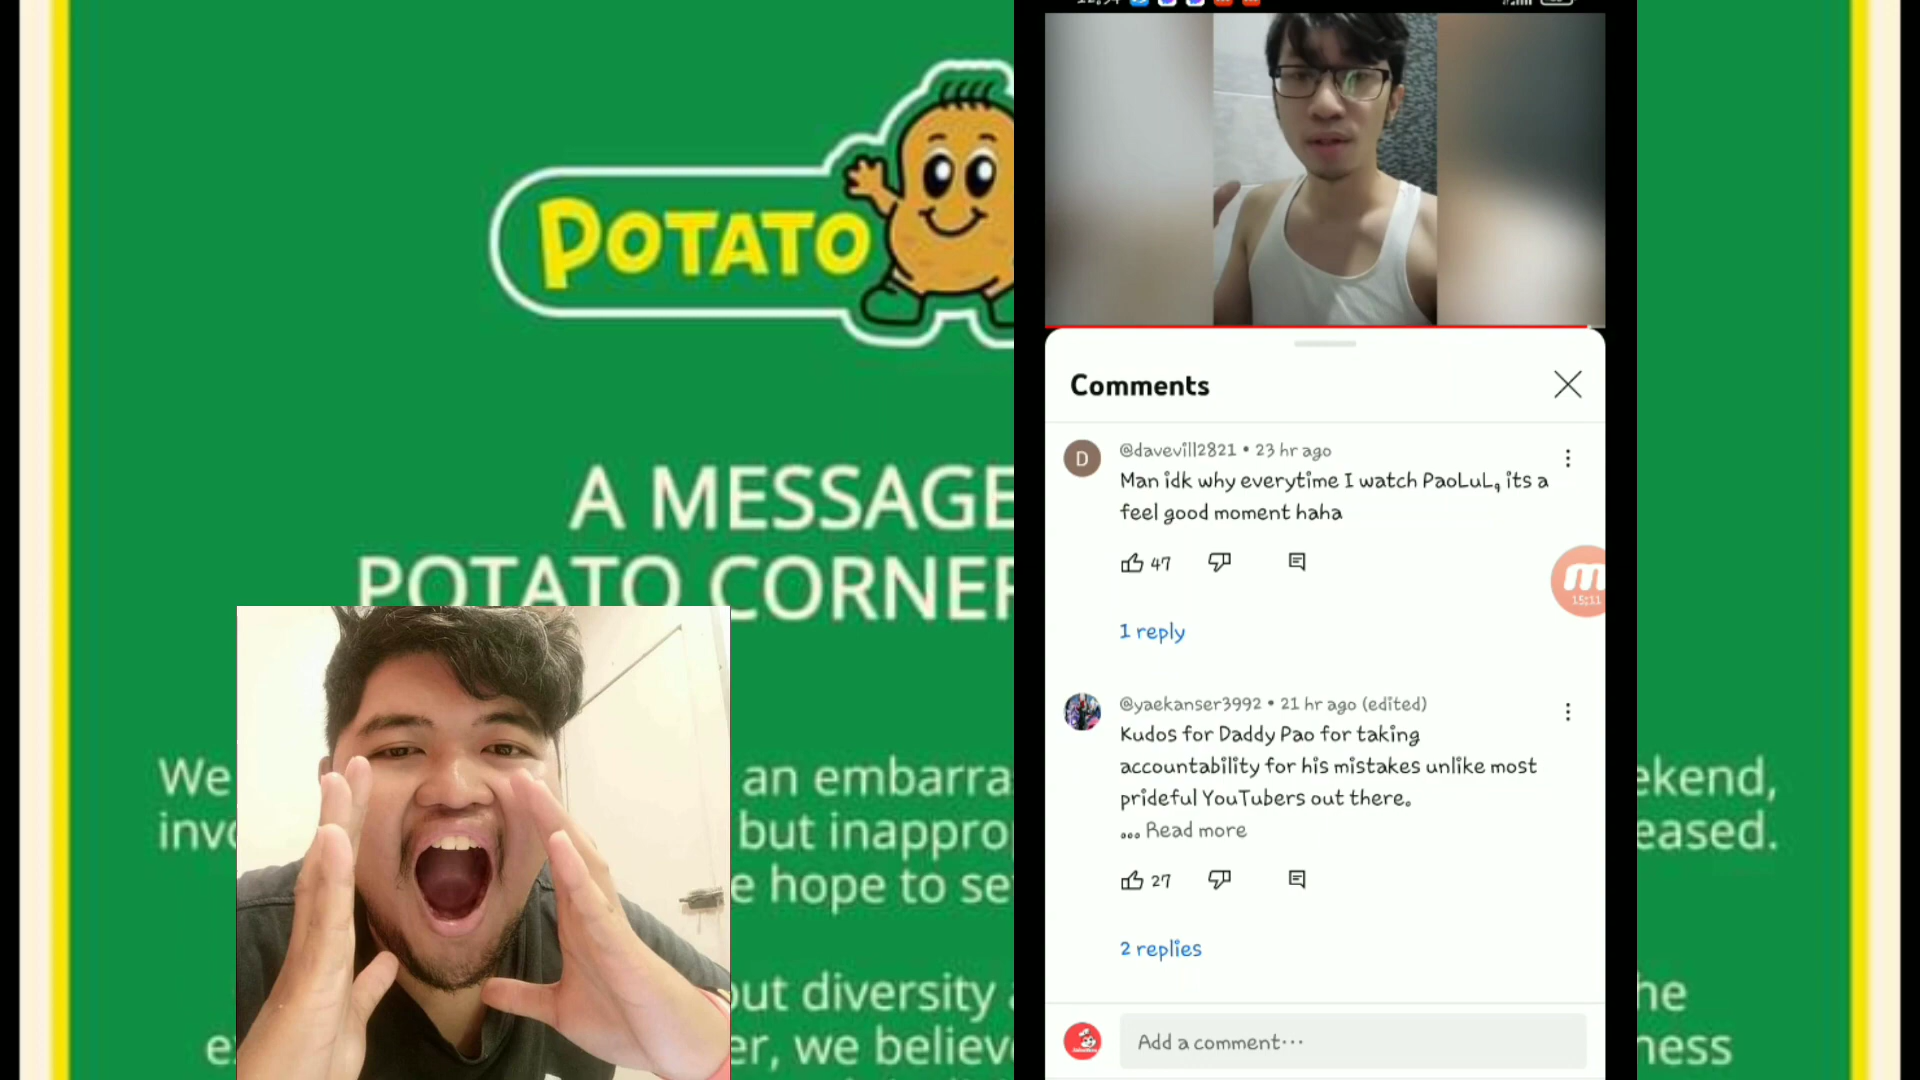 POTATO
A MESSAGE
POTATO CORNER
We
an embarra
ekend,
but inappro
eased.
e hope to se
out diversity
he
er, we believ
ness
Comments
@davevill2821 • 23 hr ago
Man idk why everytime I watch PaoLuL, its a
feel good moment haha
47
1 reply
@yaekanser3992 • 21 hr ago (edited)
Kudos for Daddy Pao for taking
accountability for his mistakes unlike most
prideful YouTubers out there.
... Read more
27
2 replies
Add a comment...
D
m
15:11